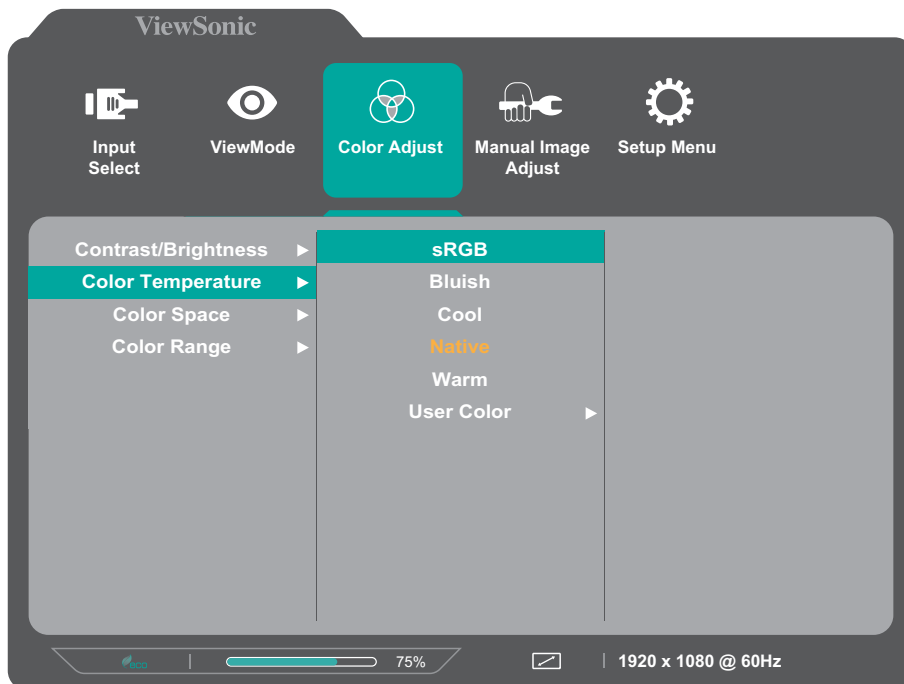 ViewSonic
Input
Select
ViewMode
Color Adjust
Manual Image
Adjust
Setup Menu
Contrast/Brightness
Color Temperature
Color Space
Color Range
sRGB
Bluish
Cool
Native
Warm
User Color
eco
75%
1920 x 1080 @ 60Hz